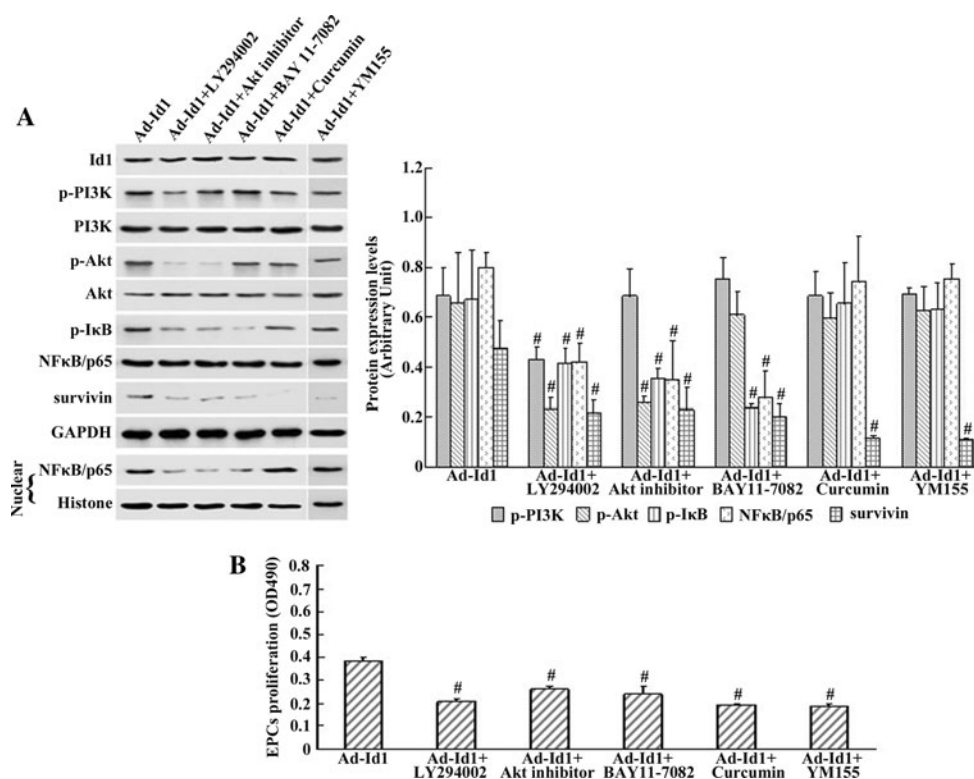 A
Ad-Id1
Ad-Id1+LY294002
Ad-Id1+Akt inhibitor
Ad-Id1+BAY 11-7082
Ad-Id1+Curcumin
Ad-Id1+YM155
Id1
p-PI3K
PI3K
p-Akt
Akt
p-IκB
NFκB/p65
survivin
GAPDH
Nuclear
NFκB/p65
Histone
Protein expression levels
(Arbitrary Unit)
1.2
1.0
0.8
0.6
0.4
0.2
0
# # # # #
# # # #
# # # #
#
#
Ad-Id1 Ad-Id1+ Ad-Id1+ Ad-Id1+ Ad-Id1+ Ad-Id1+
LY294002 Akt inhibitor BAY11-7082 Curcumin YM155
p-PI3K p-Akt p-IκB NFκB/p65 survivin
B
EPCs proliferation (OD490)
0.8
0.7
0.6
0.5
0.4
0.3
0.2
0.1
0
# # # # #
Ad-Id1 Ad-Id1+ Ad-Id1+ Ad-Id1+ Ad-Id1+ Ad-Id1+
LY294002 Akt inhibitor BAY11-7082 Curcumin YM155